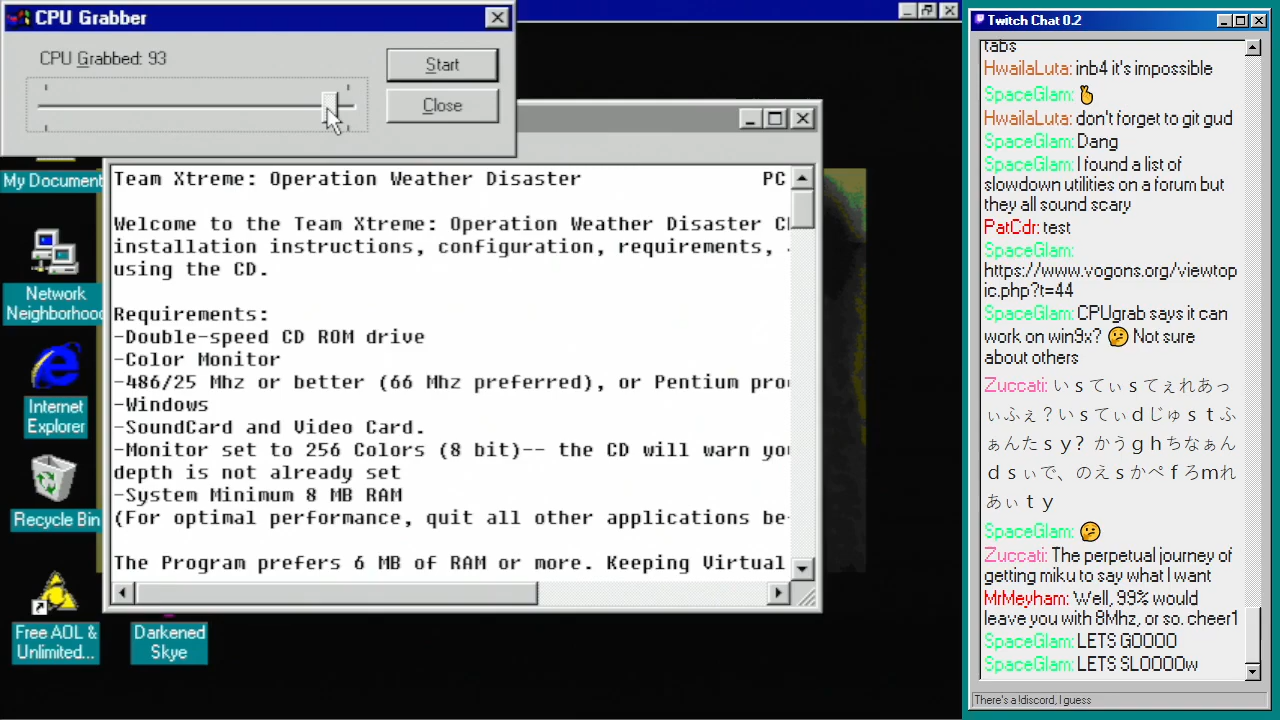 CPU Grabber
CPU Grabbed: 93
Start
Close
My Document
Network
Neighborhood
Internet
Explorer
Recycle Bin
Free AOL &
Unlimited...
Darkened
Skye
Team Xtreme: Operation Weather Disaster PC
Welcome to the Team Xtreme: Operation Weather Disaster C
installation instructions, configuration, requirements,
using the CD.
Requirements:
-Double-speed CD ROM drive
-Color Monitor
-486/25 Mhz or better (66 Mhz preferred), or Pentium pro
-Windows
-SoundCard and Video Card.
-Monitor set to 256 Colors (8 bit)-- the CD will warn yo
depth is not already set
-System Minimum 8 MB RAM
(For optimal performance, quit all other applications be
The Program prefers 6 MB of RAM or more. Keeping Virtual
Twitch Chat 0.2
tabs
HwailaLuta: inb4 it's impossible
SpaceGlam:
HwailaLuta: don't forget to git gud
SpaceGlam: Dang
SpaceGlam: I found a list of
slowdown utilities on a forum but
they all sound scary
PatCdr: test
SpaceGlam:
https://www.vogons.org/viewtop
ic.php?t=44
SpaceGlam: CPUgrab says it can
work on win9x? 😕 Not sure
about others
Zuccati: いｓてぃｓてぇれあっ
ぃふぇ？いｓてぃｄじゅｓｔふ
ぁんたｓｙ？かうｇｈちなぁん
ｄｓぃで、のえｓかぺｆろｍれ
あぃｔｙ
SpaceGlam: 😕
Zuccati: The perpetual journey of
getting miku to say what I want
MrMeyham: Well, 99% would
leave you with 8Mhz, or so. cheer1
SpaceGlam: LETS GOOOO
SpaceGlam: LETS SLOOOOw
There's a !discord, I guess